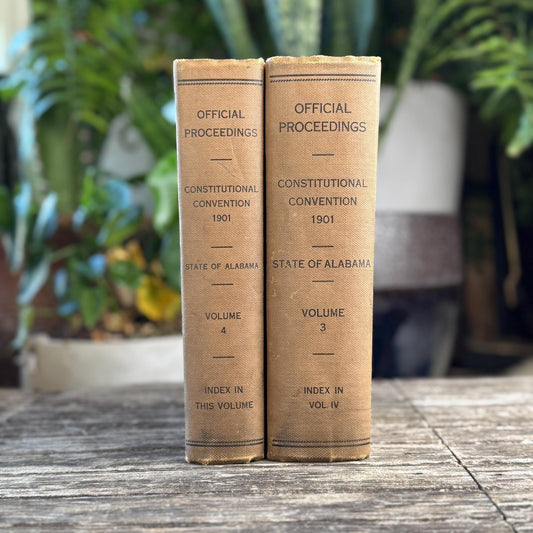 OFFICIAL
PROCEEDINGS
CONSTITUTIONAL
CONVENTION
1901
STATE OF ALABAMA
VOLUME
4
INDEX IN
THIS VOLUME
OFFICIAL
PROCEEDINGS
CONSTITUTIONAL
CONVENTION
1901
STATE OF ALABAMA
VOLUME
3
INDEX IN
VOL. IV